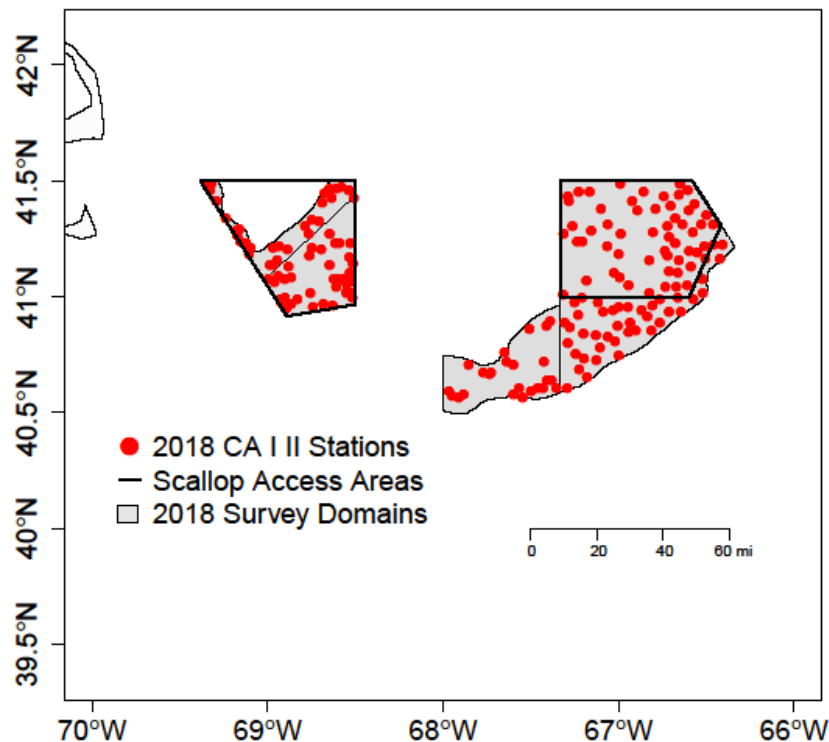 42°N
41.5°N
41°N
40.5°N
40°N
39.5°N
2018 CA I II Stations
Scallop Access Areas
2018 Survey Domains
0 20 40 60 mi
70°W 69°W 68°W 67°W 66°W